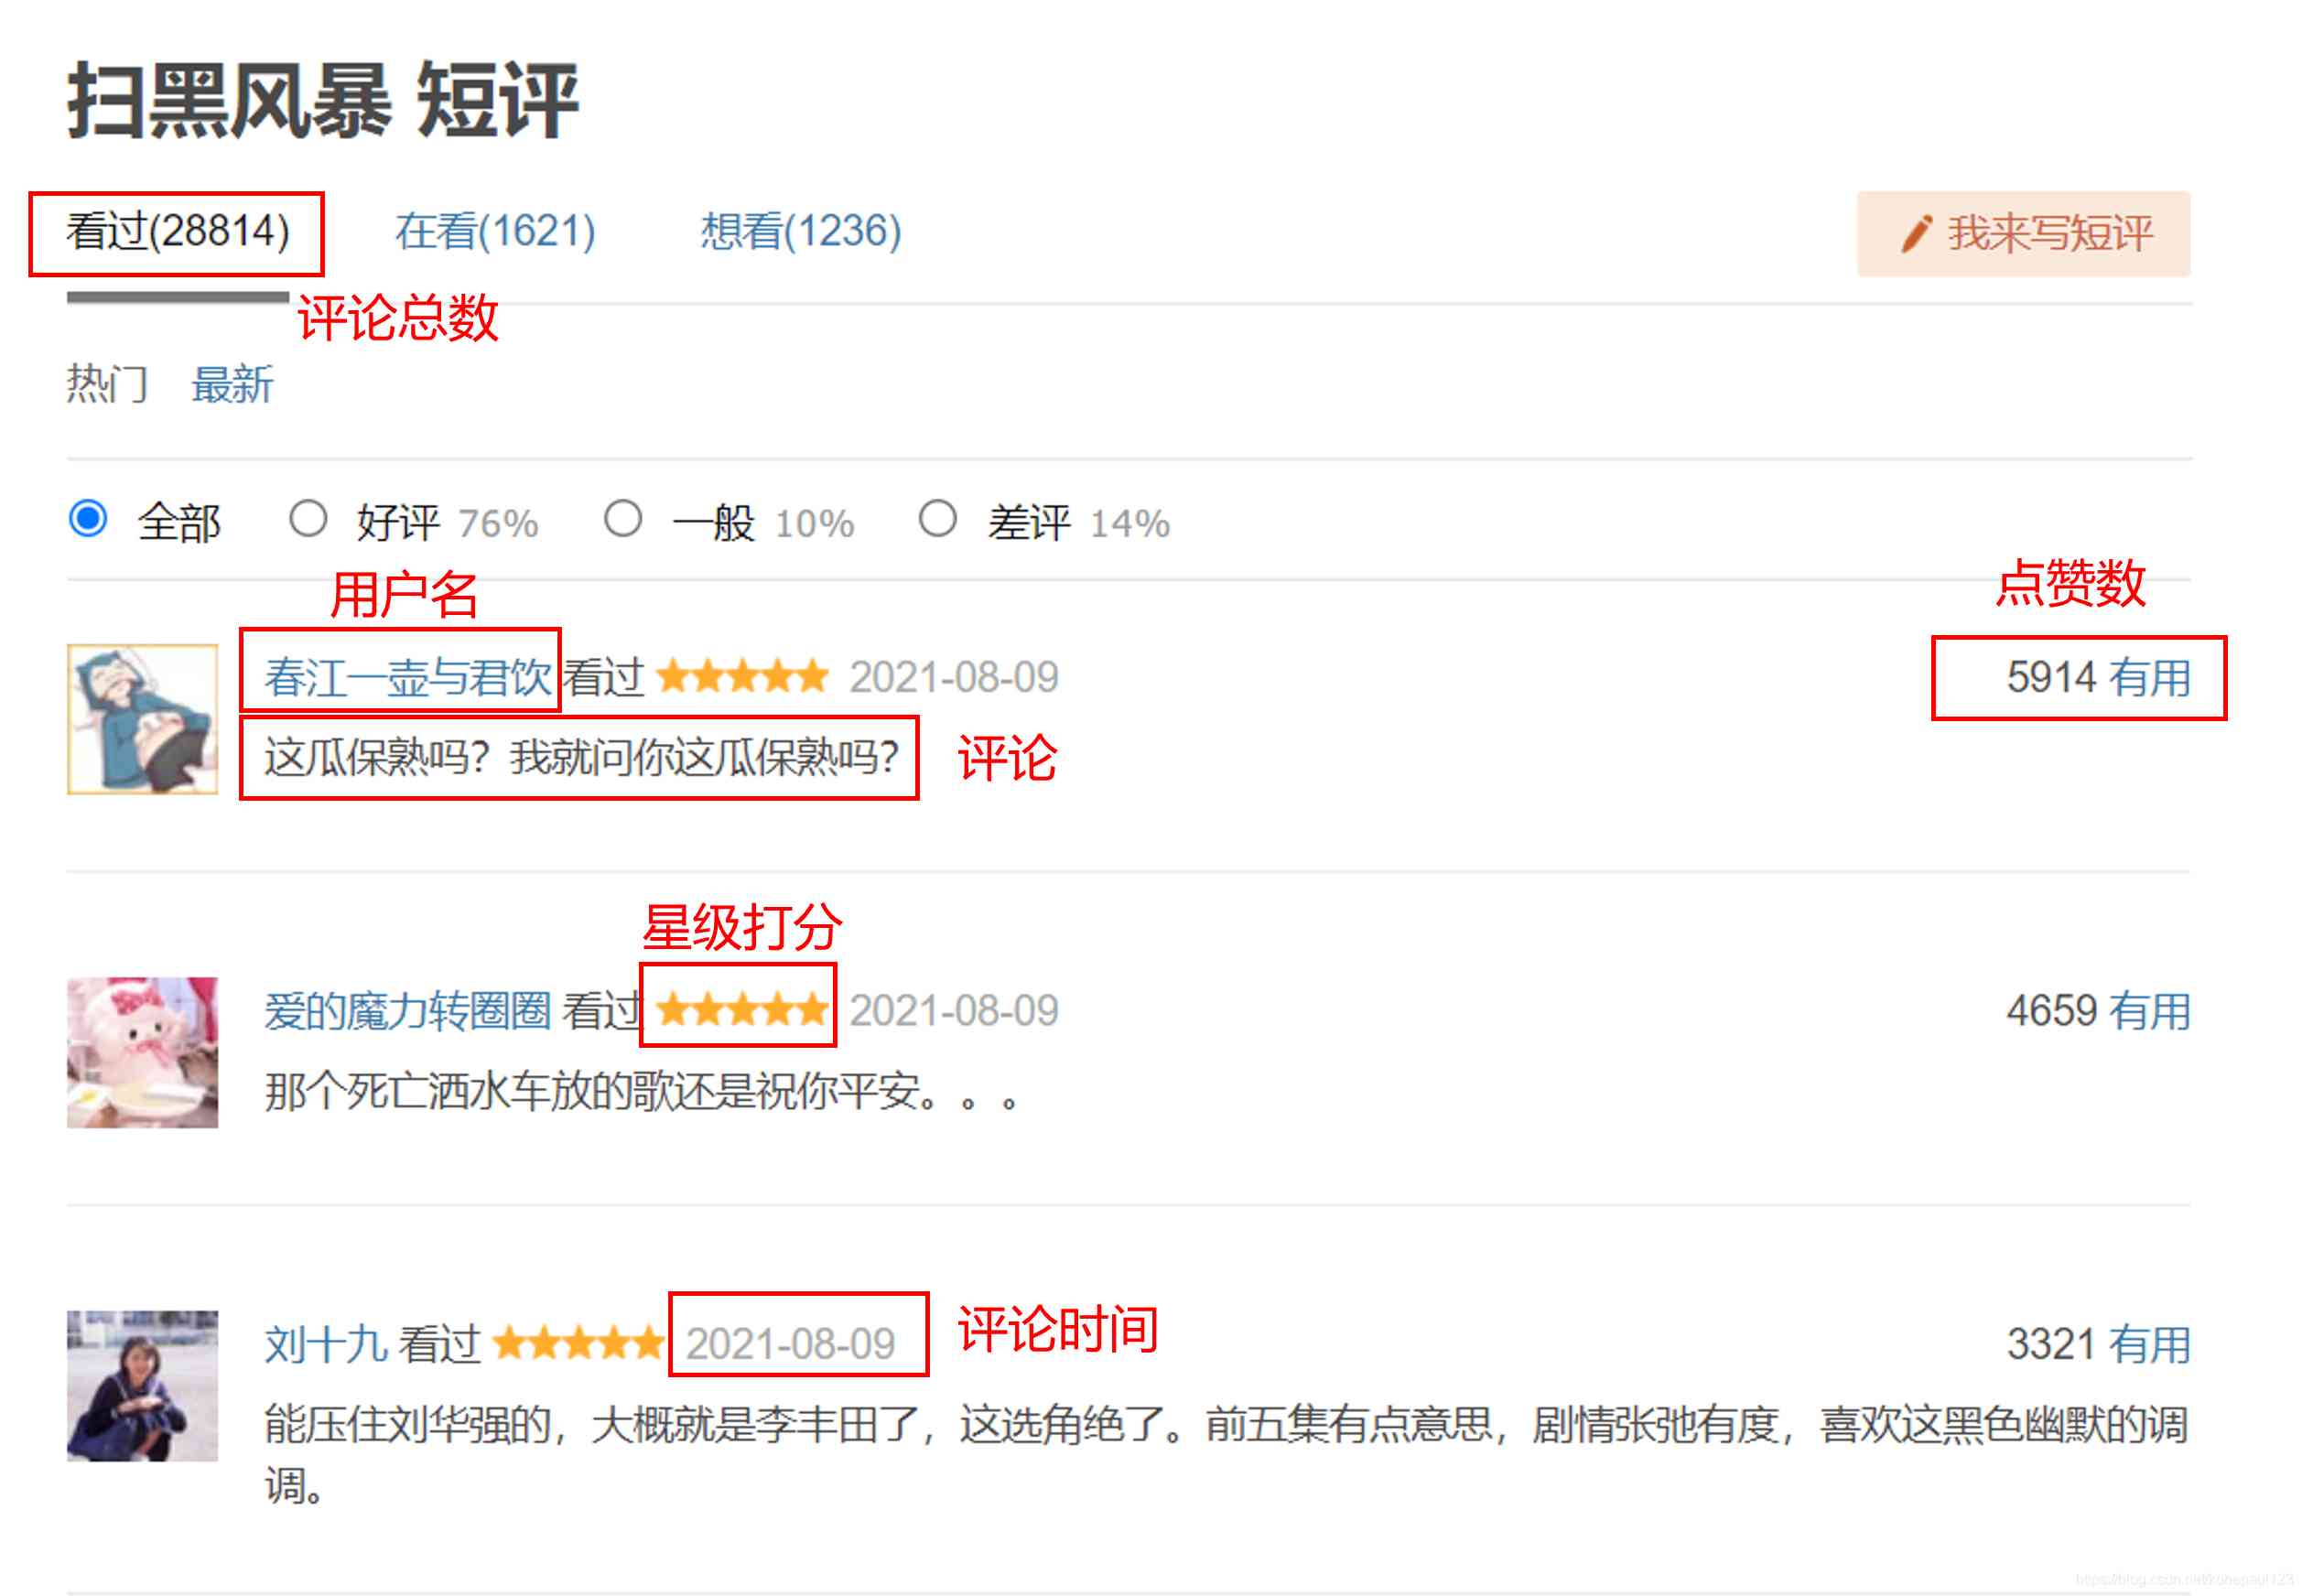 扫黑风暴 短评
看过(28814) 在看(1621) 想看(1236) 我来写短评
评论总数
热门 最新
全部 好评 76% 一般 10% 差评 14%
用户名 点赞数
春江一壶与君饮 看过 ★★★★★ 2021-08-09 5914 有用
这瓜保熟吗？我就问你这瓜保熟吗？ 评论
星级打分
爱的魔力转圈圈 看过 ★★★★★ 2021-08-09 4659 有用
那个死亡洒水车放的歌还是祝你平安。。。
刘十九 看过 ★★★★★ 2021-08-09 评论时间 3321 有用
能压住刘华强的，大概就是李丰田了，这选角绝了。前五集有点意思，剧情张弛有度，喜欢这黑色幽默的调
调。